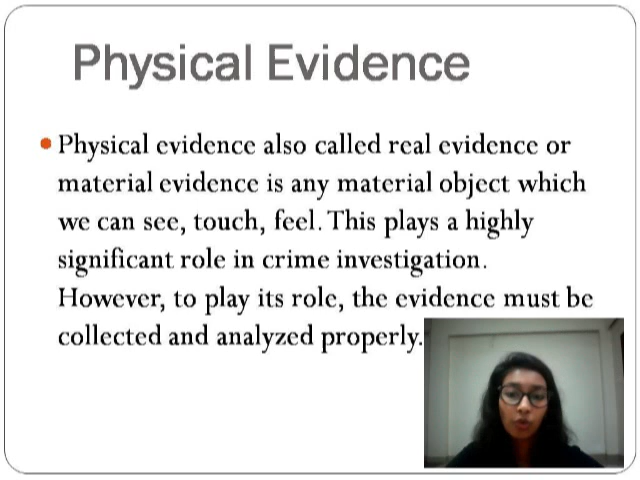 Physical Evidence
Physical evidence also called real evidence or
material evidence is any material object which
we can see, touch, feel. This plays a highly
significant role in crime investigation.
However, to play its role, the evidence must be
collected and analyzed properly.